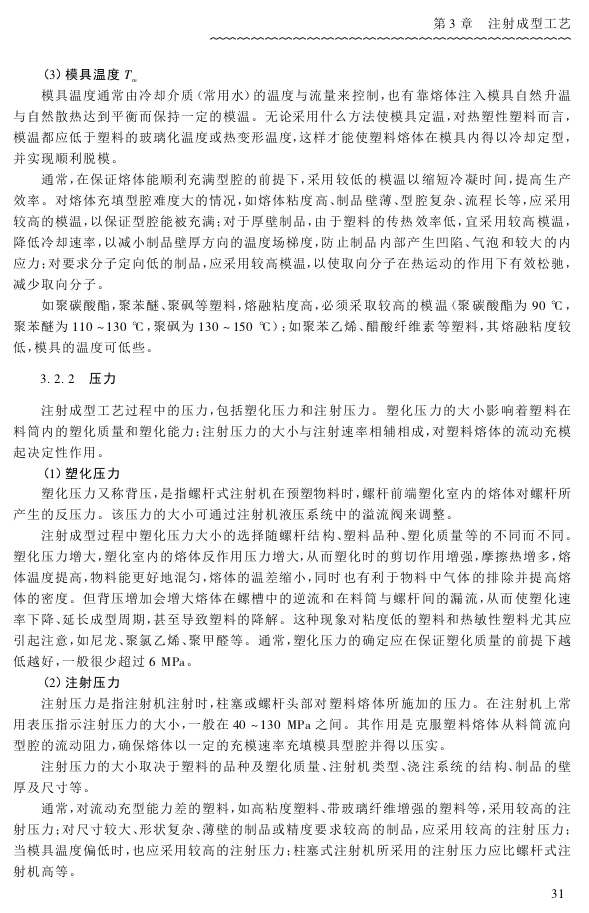 第 3 章　注射成型工艺
(3) 模具温度 Tm
模具温度通常由冷却介质(常用水)的温度与流量来控制,也有靠熔体注入模具自然升温
与自然散热达到平衡而保持一定的模温。无论采用什么方法使模具定温,对热塑性塑料而言,
模温都应低于塑料的玻璃化温度或热变形温度,这样才能使塑料熔体在模具内得以冷却定型,
并实现顺利脱模。
通常,在保证熔体能顺利充满型腔的前提下,采用较低的模温以缩短冷凝时间,提高生产
效率。对熔体充填型腔难度大的情况,如熔体粘度高、制品壁薄、型腔复杂、流程长等,应采用
较高的模温,以保证型腔能被充满;对于厚壁制品,由于塑料的传热效率低,宜采用较高模温,
降低冷却速率,以减小制品壁厚方向的温度场梯度,防止制品内部产生凹陷、气泡和较大的内
应力;对要求分子定向低的制品,应采用较高模温,以使取向分子在热运动的作用下有效松驰,
减少取向分子。
如聚碳酸酯,聚苯醚、聚砜等塑料,熔融粘度高,必须采取较高的模温(聚碳酸酯为 90 ℃,
聚苯醚为 110 ~ 130 ℃,聚砜为 130 ~ 150 ℃);如聚苯乙烯、醋酸纤维素等塑料,其熔融粘度较
低,模具的温度可低些。
3. 2. 2　压力
注射成型工艺过程中的压力,包括塑化压力和注射压力。塑化压力的大小影响着塑料在
料筒内的塑化质量和塑化能力;注射压力的大小与注射速率相辅相成,对塑料熔体的流动充模
起决定性作用。
(1) 塑化压力
塑化压力又称背压,是指螺杆式注射机在预塑物料时,螺杆前端塑化室内的熔体对螺杆所
产生的反压力。该压力的大小可通过注射机液压系统中的溢流阀来调整。
注射成型过程中塑化压力大小的选择随螺杆结构、塑料品种、塑化质量等的不同而不同。
塑化压力增大,塑化室内的熔体反作用压力增大,从而塑化时的剪切作用增强,摩擦热增多,熔
体温度提高,物料能更好地混匀,熔体的温差缩小,同时也有利于物料中气体的排除并提高熔
体的密度。但背压增加会增大熔体在螺槽中的逆流和在料筒与螺杆间的漏流,从而使塑化速
率下降、延长成型周期,甚至导致塑料的降解。这种现象对粘度低的塑料和热敏性塑料尤其应
引起注意,如尼龙、聚氯乙烯、聚甲醛等。通常,塑化压力的确定应在保证塑化质量的前提下越
低越好,一般很少超过 6 MPa。
(2) 注射压力
注射压力是指注射机注射时,柱塞或螺杆头部对塑料熔体所施加的压力。在注射机上常
用表压指示注射压力的大小,一般在 40 ~ 130 MPa 之间。其作用是克服塑料熔体从料筒流向
型腔的流动阻力,确保熔体以一定的充模速率充填模具型腔并得以压实。
注射压力的大小取决于塑料的品种及塑化质量、注射机类型、浇注系统的结构、制品的壁
厚及尺寸等。
通常,对流动充型能力差的塑料,如高粘度塑料、带玻璃纤维增强的塑料等,采用较高的注
射压力;对尺寸较大、形状复杂、薄壁的制品或精度要求较高的制品,应采用较高的注射压力;
当模具温度偏低时,也应采用较高的注射压力;柱塞式注射机所采用的注射压力应比螺杆式注
射机高等。
31